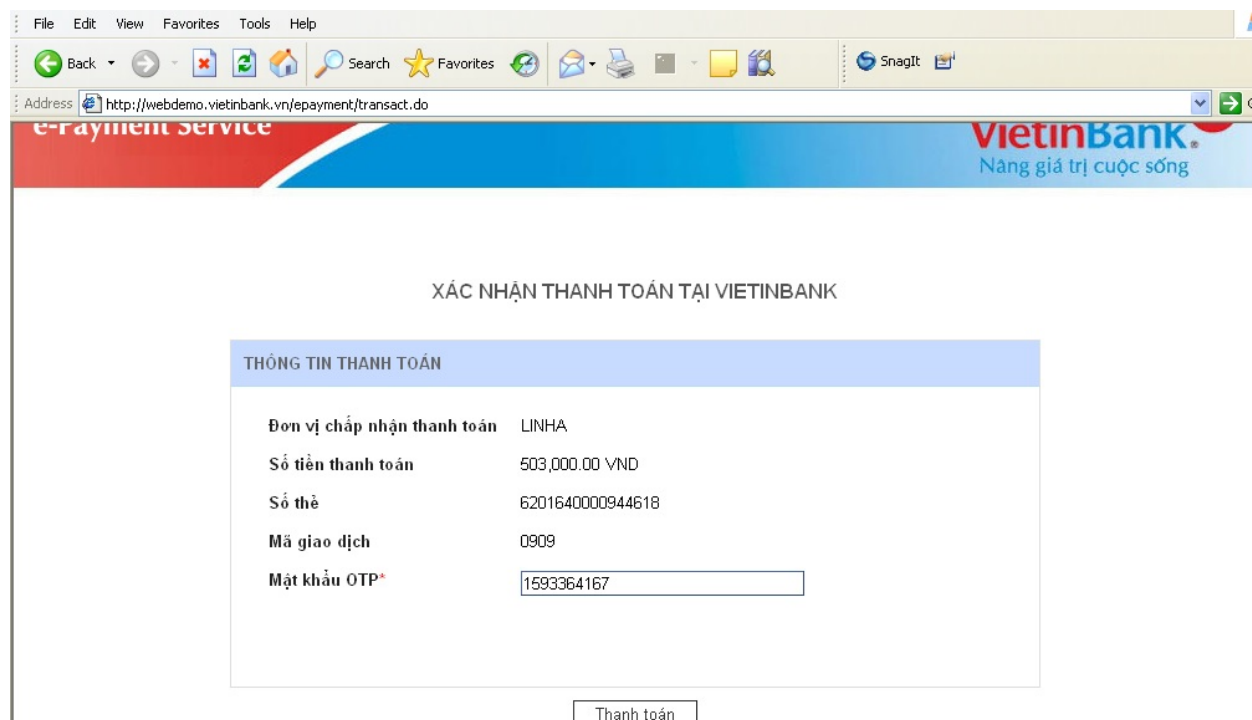 File Edit View Favorites Tools Help
Back Search Favorites SnagIt
Address http://webdemo.vietinbank.vn/epayment/transact.do
e-Payment Service
VietinBank
Nâng giá trị cuộc sống
XÁC NHẬN THANH TOÁN TẠI VIETINBANK
THÔNG TIN THANH TOÁN
Đơn vị chấp nhận thanh toán LINHA
Số tiền thanh toán 503,000.00 VND
Số thẻ 6201640000944618
Mã giao dịch 0909
Mật khẩu OTP* 1593364167
Thanh toán